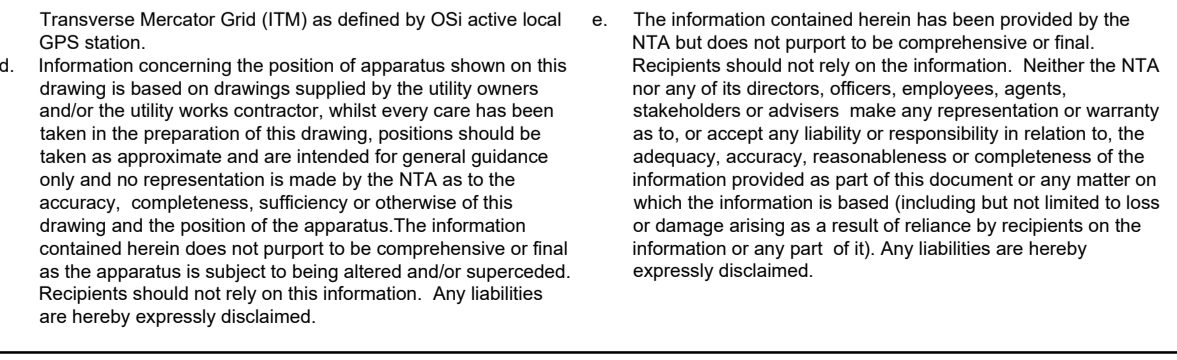 Transverse Mercator Grid (ITM) as defined by OSi active local
GPS station.
d. Information concerning the position of apparatus shown on this
drawing is based on drawings supplied by the utility owners
and/or the utility works contractor, whilst every care has been
taken in the preparation of this drawing, positions should be
taken as approximate and are intended for general guidance
only and no representation is made by the NTA as to the
accuracy,  completeness, sufficiency or otherwise of this
drawing and the position of the apparatus.The information
contained herein does not purport to be comprehensive or final
as the apparatus is subject to being altered and/or superceded.
Recipients should not rely on this information.  Any liabilities
are hereby expressly disclaimed.
e. The information contained herein has been provided by the
NTA but does not purport to be comprehensive or final.
Recipients should not rely on the information.  Neither the NTA
nor any of its directors, officers, employees, agents,
stakeholders or advisers  make any representation or warranty
as to, or accept any liability or responsibility in relation to, the
adequacy, accuracy, reasonableness or completeness of the
information provided as part of this document or any matter on
which the information is based (including but not limited to loss
or damage arising as a result of reliance by recipients on the
information or any part  of it). Any liabilities are hereby
expressly disclaimed.